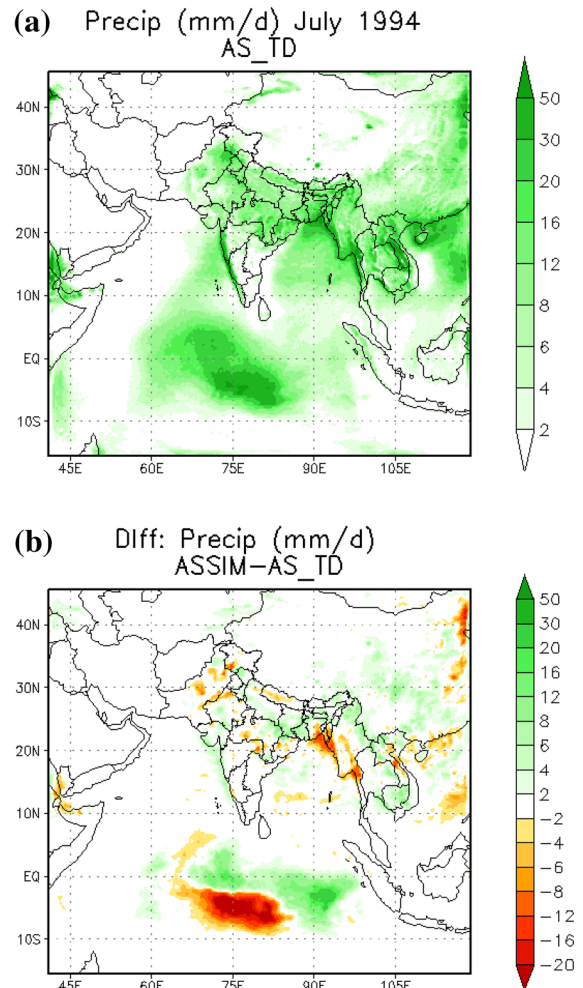 (a) Precip (mm/d) July 1994
AS_TD
40N
30N
20N
10N
EQ
10S
45E 60E 75E 90E 105E
50
30
20
16
12
8
6
4
2
(b) Diff: Precip (mm/d)
ASSIM-AS_TD
40N
30N
20N
10N
EQ
10S
45E 60E 75E 90E 105E
50
30
20
16
12
8
6
4
2
-2
-4
-6
-8
-12
-16
-20